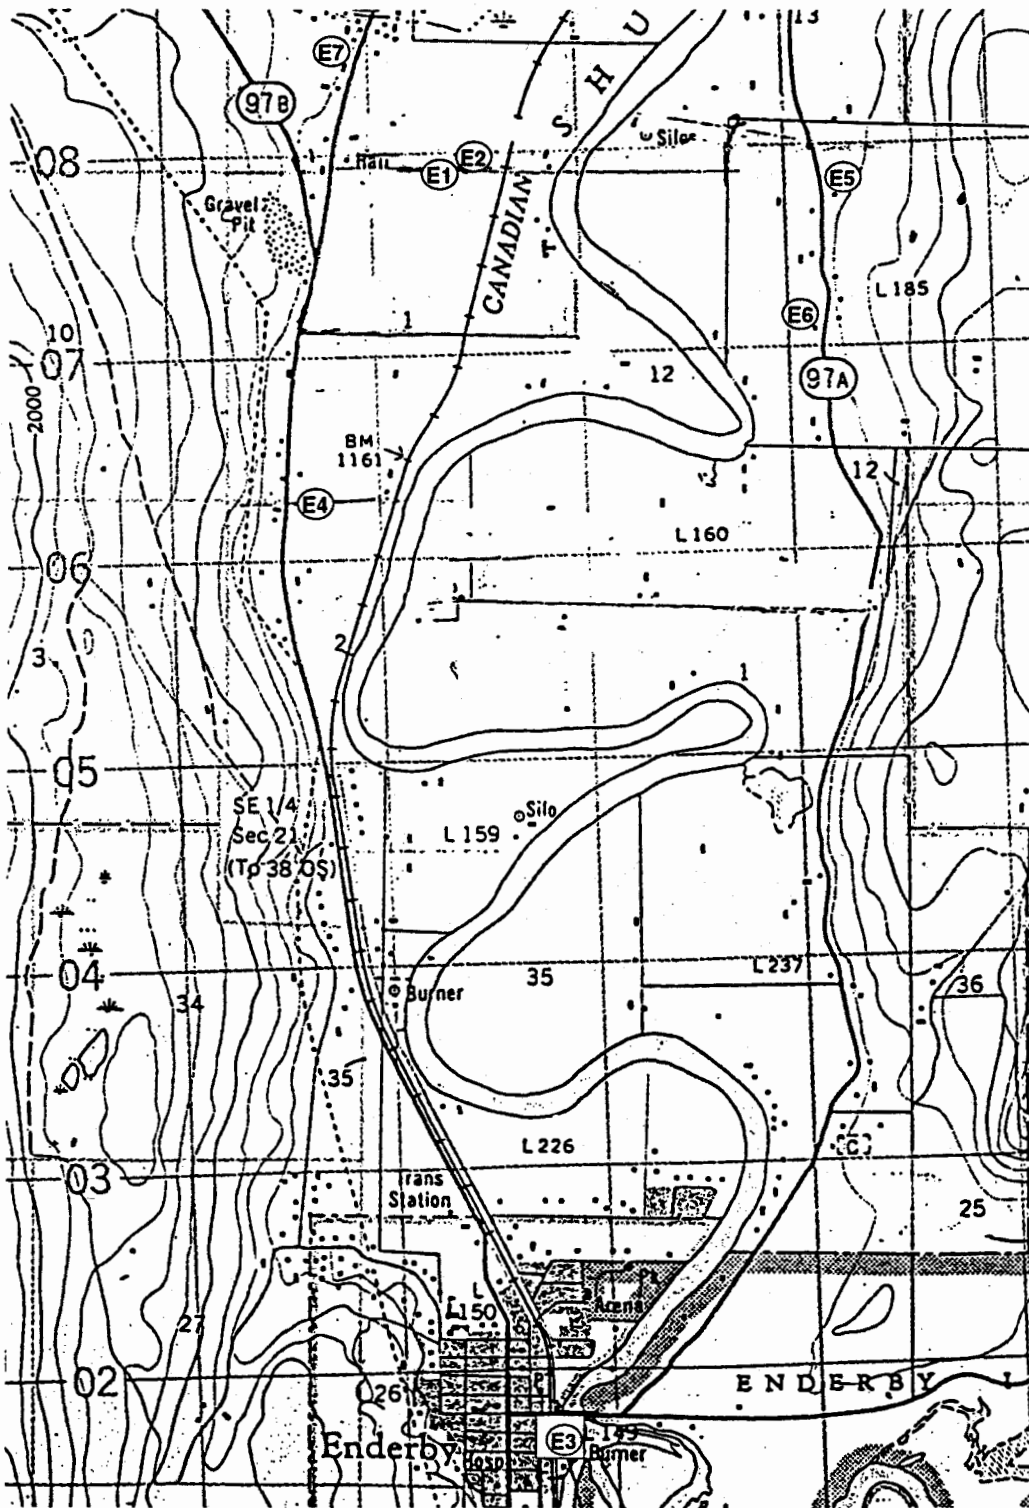 13
E7
U
H
97B
S
Silo
08
Hall
E1
E2
E5
Gravel
Pit
CANADIAN
T
L 185
E6
1
10
07
12
97A
2000
BM
1161
12
E4
L 160
06
2
3
1
05
SE 1/4
Sec 21
(Tp 38 OS)
Silo
L 159
04
35
L 237
36
34
Burner
35
L 226
C
03
Trans
Station
25
L 150
Arena
27
02
26
ENDERBY I
Enderby
Hosp
E3
L 149
Burner